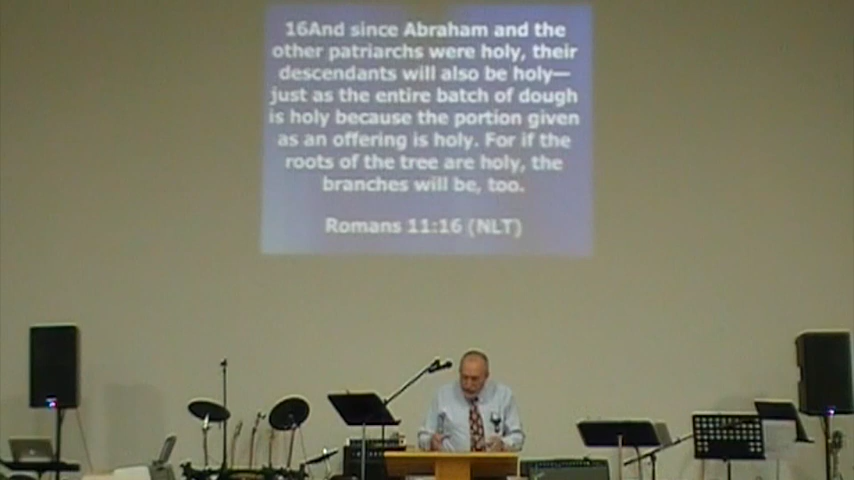 16And since Abraham and the
other patriarchs were holy, their
descendants will also be holy—
just as the entire batch of dough
is holy because the portion given
as an offering is holy. For if the
roots of the tree are holy, the
branches will be, too.
Romans 11:16 (NLT)